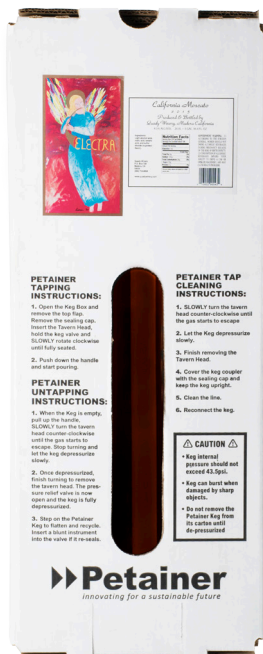 ELECTRA
California Moscato
Produced & Bottled by
Quady Winery, Madera California
Nutrition Facts
PETAINER
TAPPING
INSTRUCTIONS:
1. Open the Keg Box and
remove the top flap.
Remove the sealing cap.
Insert the Tavern Head,
hold the keg valve and
SLOWLY rotate clockwise
until fully seated.
2. Push down the handle
and start pouring.
PETAINER
UNTAPPING
INSTRUCTIONS:
1. When the Keg is empty,
pull up the handle,
SLOWLY turn the tavern
head counter-clockwise
until the gas starts to
escape. Stop turning and
let the keg depressurize
slowly.
2. Once depressurized,
finish turning to remove
the tavern head. The pres-
sure relief valve is now
open and the keg is fully
depressurized.
3. Step on the Petainer
Keg to flatten and recycle.
Insert a blunt instrument
into the valve if it re-seals.
PETAINER TAP
CLEANING
INSTRUCTIONS:
1. SLOWLY turn the tavern
head counter-clockwise until
the gas starts to escape
2. Let the Keg depressurize
slowly.
3. Finish removing the
Tavern Head.
4. Cover the keg coupler
with the sealing cap and
keep the keg upright.
5. Clean the line.
6. Reconnect the keg.
CAUTION
• Keg internal
pressure should not
exceed 43.5psi.
• Keg can burst when
damaged by sharp
objects.
• Do not remove the
Petainer Keg from
its carton until
de-pressurized
Petainer
innovating for a sustainable future